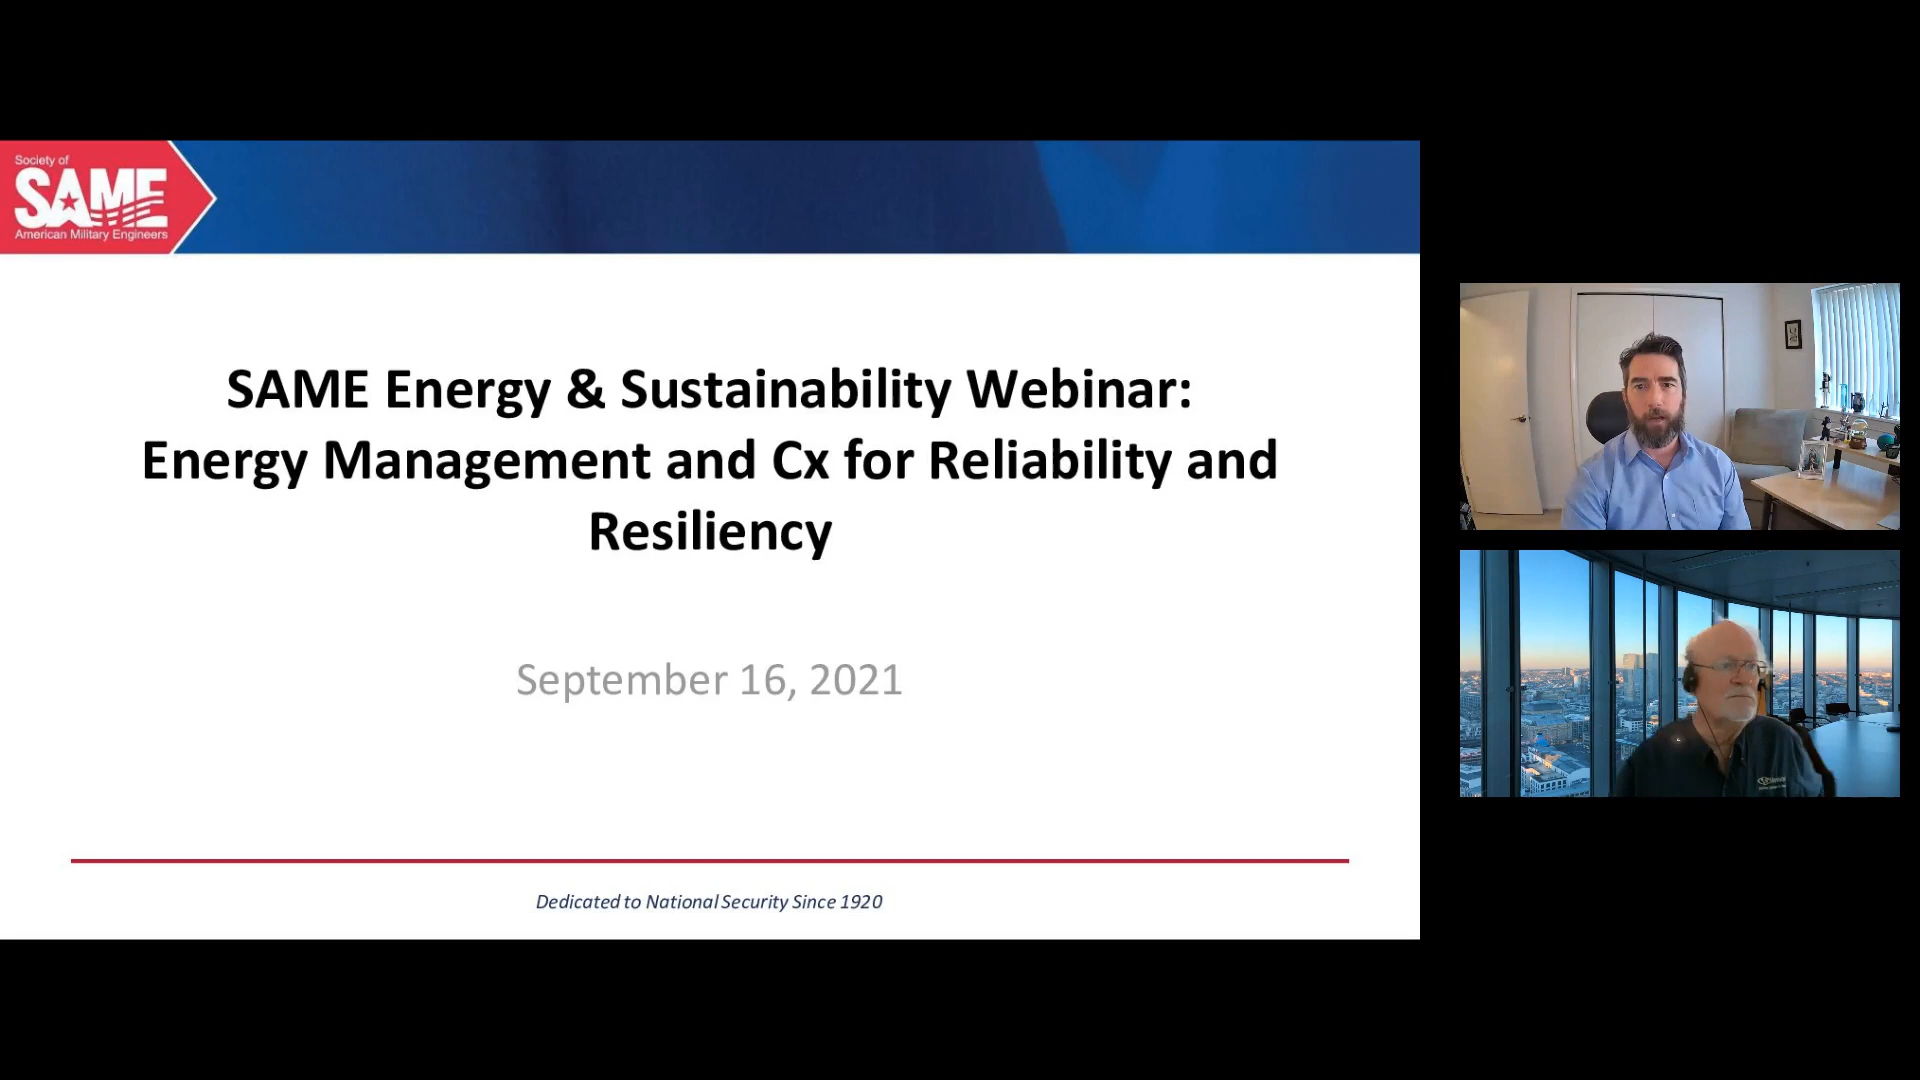 Society of
SAME
American Military Engineers
SAME Energy & Sustainability Webinar:
Energy Management and Cx for Reliability and
Resiliency
September 16, 2021
Dedicated to National Security Since 1920